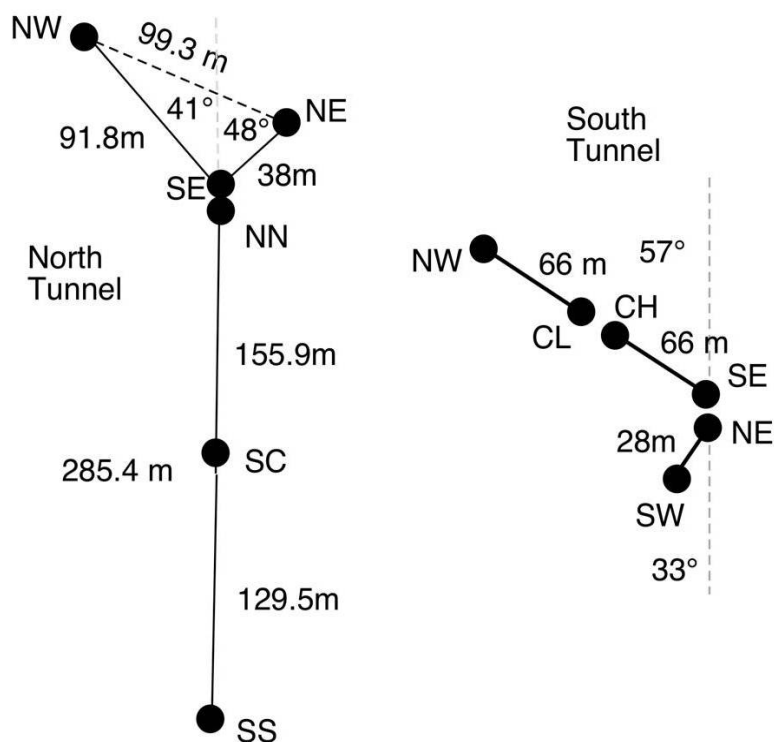 NW
99.3 m
41°
48°
NE
91.8m
38m
SE
NN
North
Tunnel
155.9m
285.4 m
SC
129.5m
SS
South
Tunnel
NW
66 m
57°
CL
CH
66 m
SE
28m
NE
SW
33°